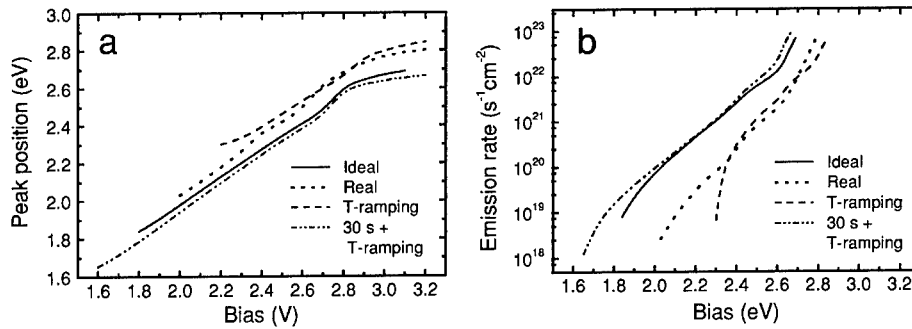 a
Peak position (eV)
3.0
2.8
2.6
2.4
2.2
2.0
1.8
1.6
1.6 1.8 2.0 2.2 2.4 2.6 2.8 3.0 3.2
Bias (V)
Ideal
Real
T-ramping
30 s +
T-ramping
b
Emission rate (s⁻¹cm⁻²)
10²³
10²²
10²¹
10²⁰
10¹⁹
10¹⁸
1.6 1.8 2.0 2.2 2.4 2.6 2.8 3.0 3.2
Bias (eV)
Ideal
Real
T-ramping
30 s +
T-ramping